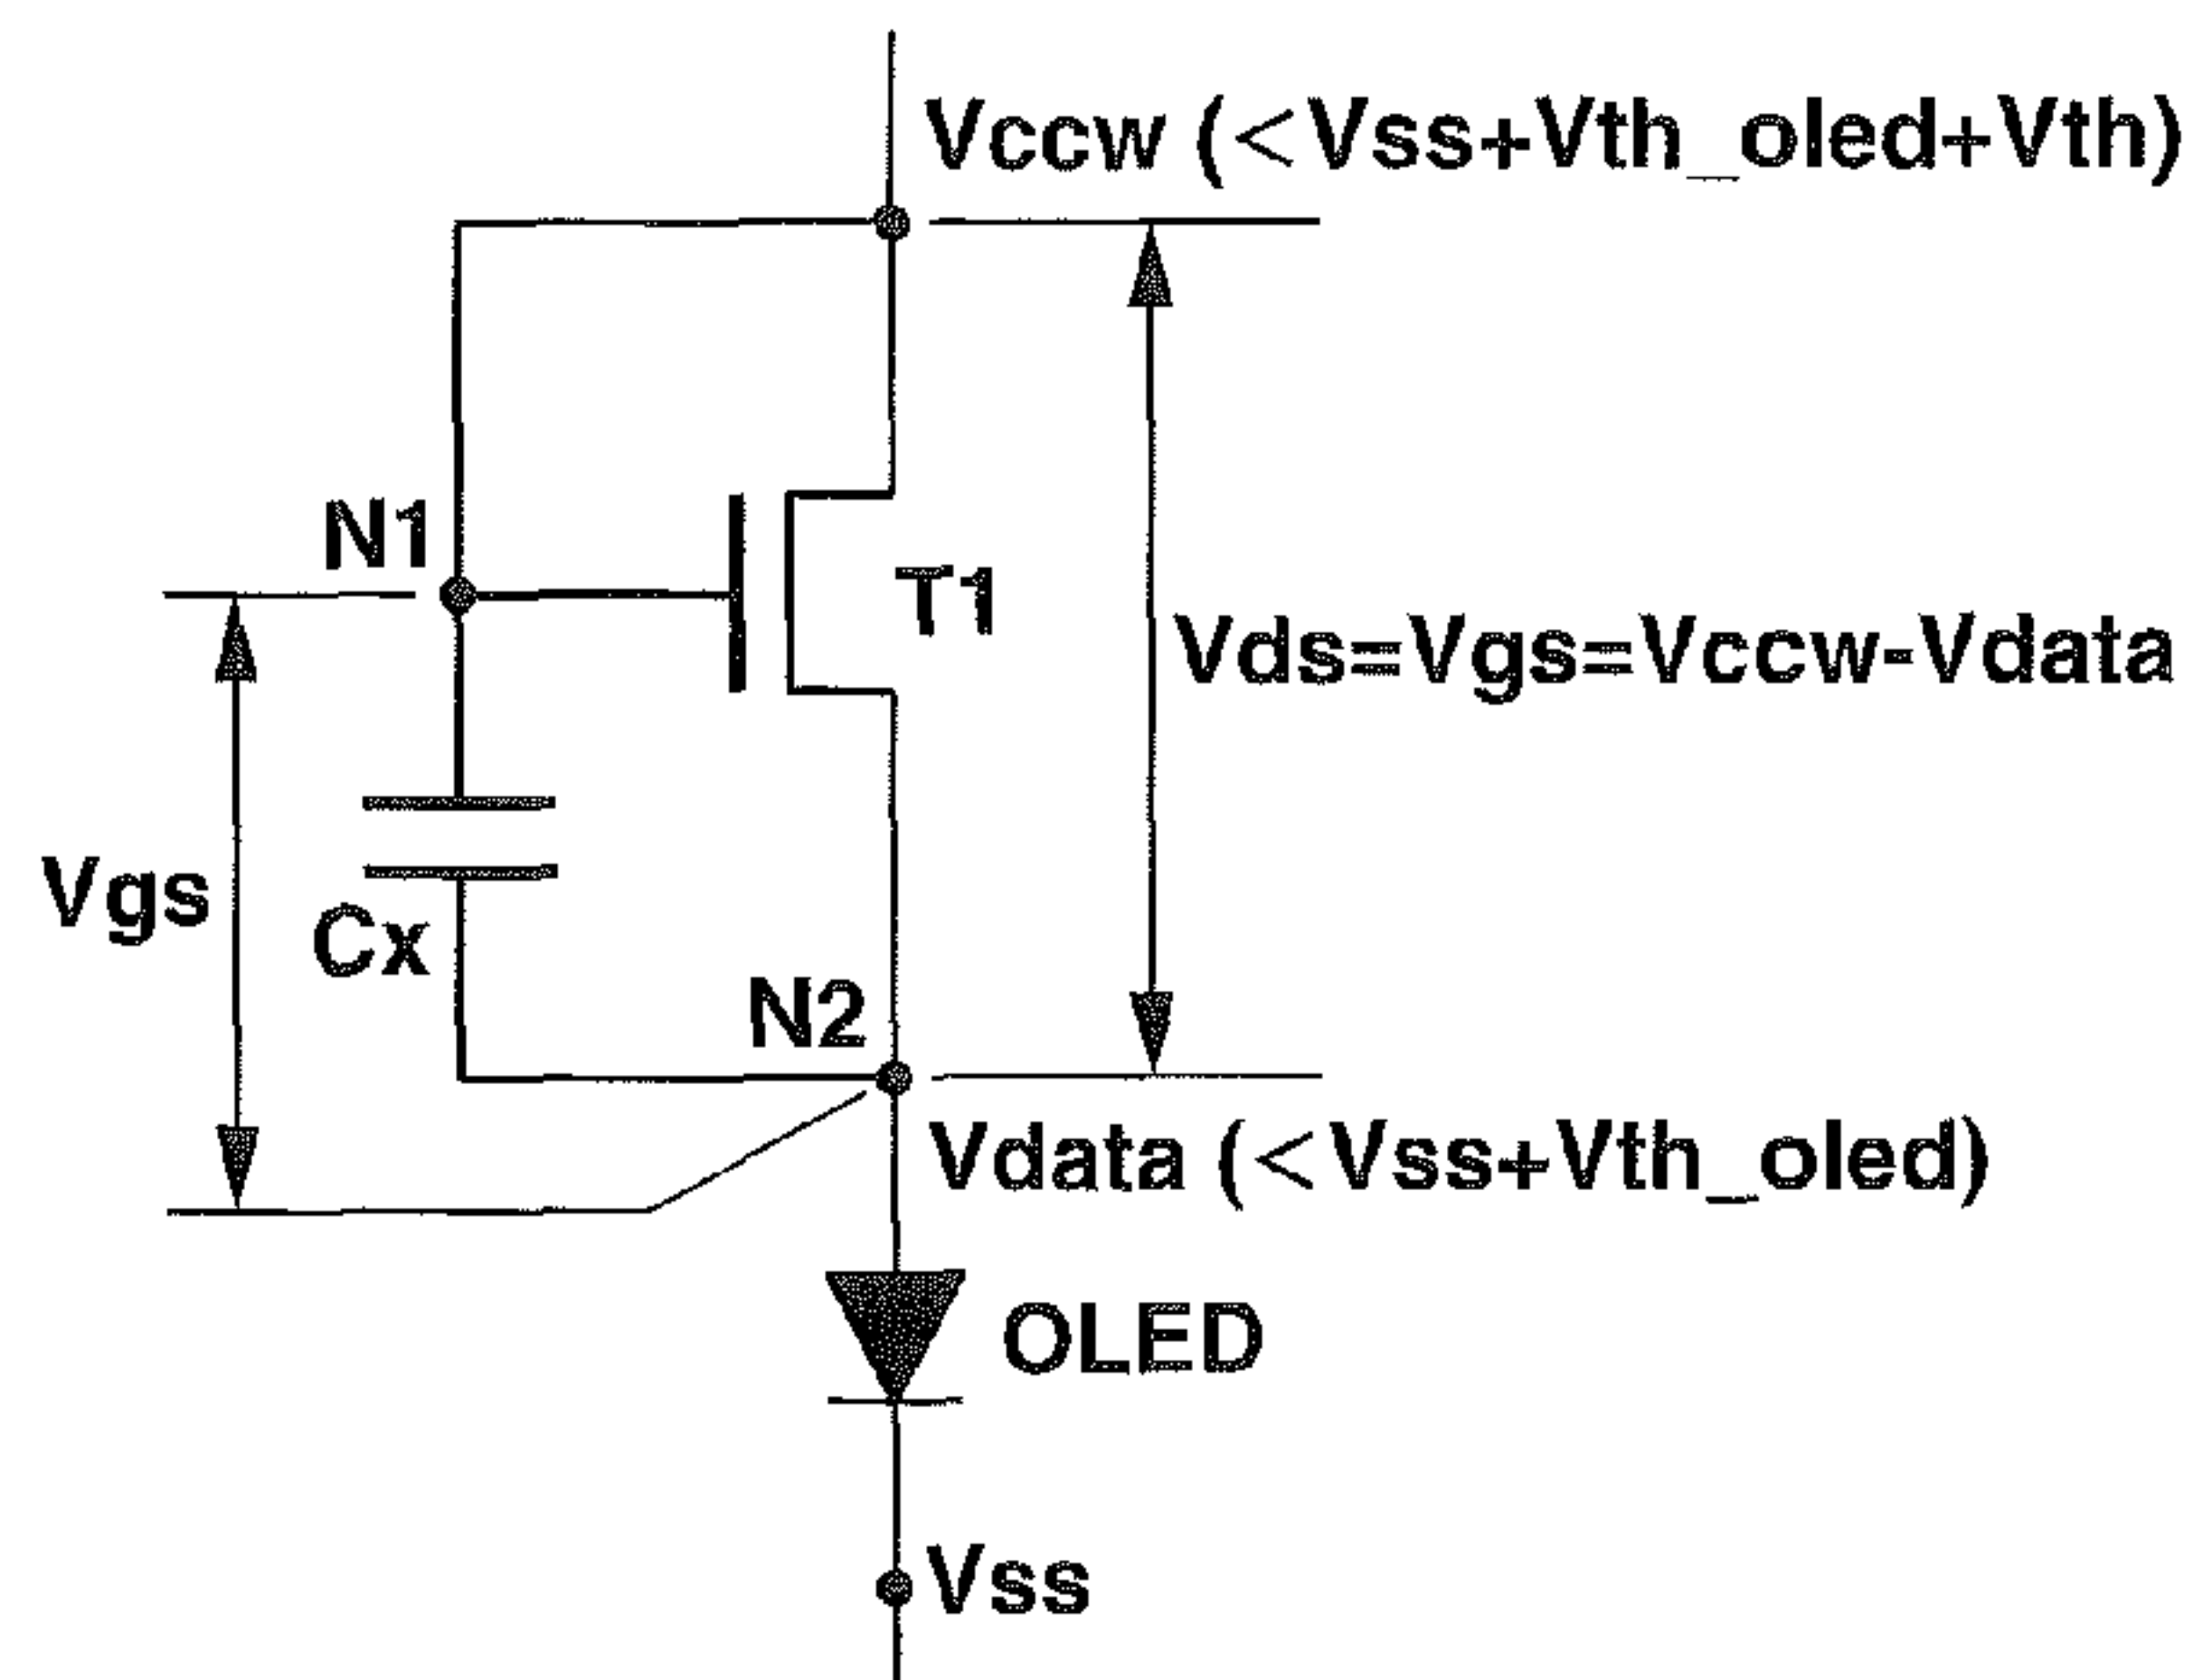 Vccw (<Vss+Vth_oled+Vth)
N1
T1
Vds=Vgs=Vccw-Vdata
Vgs
Cx
N2
Vdata (<Vss+Vth_oled)
OLED
Vss